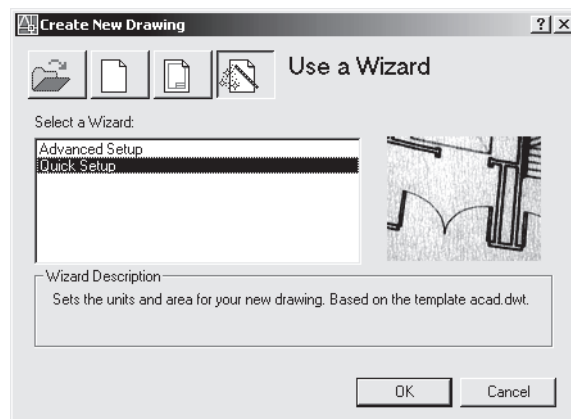 Create New Drawing
Use a Wizard
Select a Wizard:
Advanced Setup
Quick Setup
Wizard Description
Sets the units and area for your new drawing. Based on the template acad.dwt.
OK Cancel